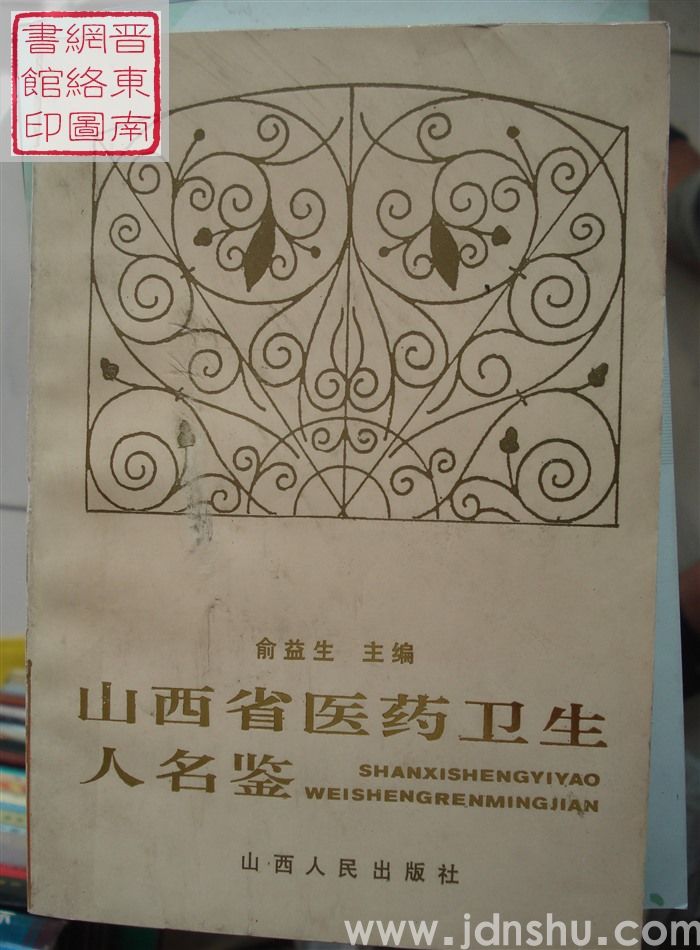 晋東南
網絡圖
書館印
俞益生 主编
山西省医药卫生
人名鉴
SHANXISHENGYIYAO
WEISHENGRENMINGJIAN
山西人民出版社
www.jdnshu.com